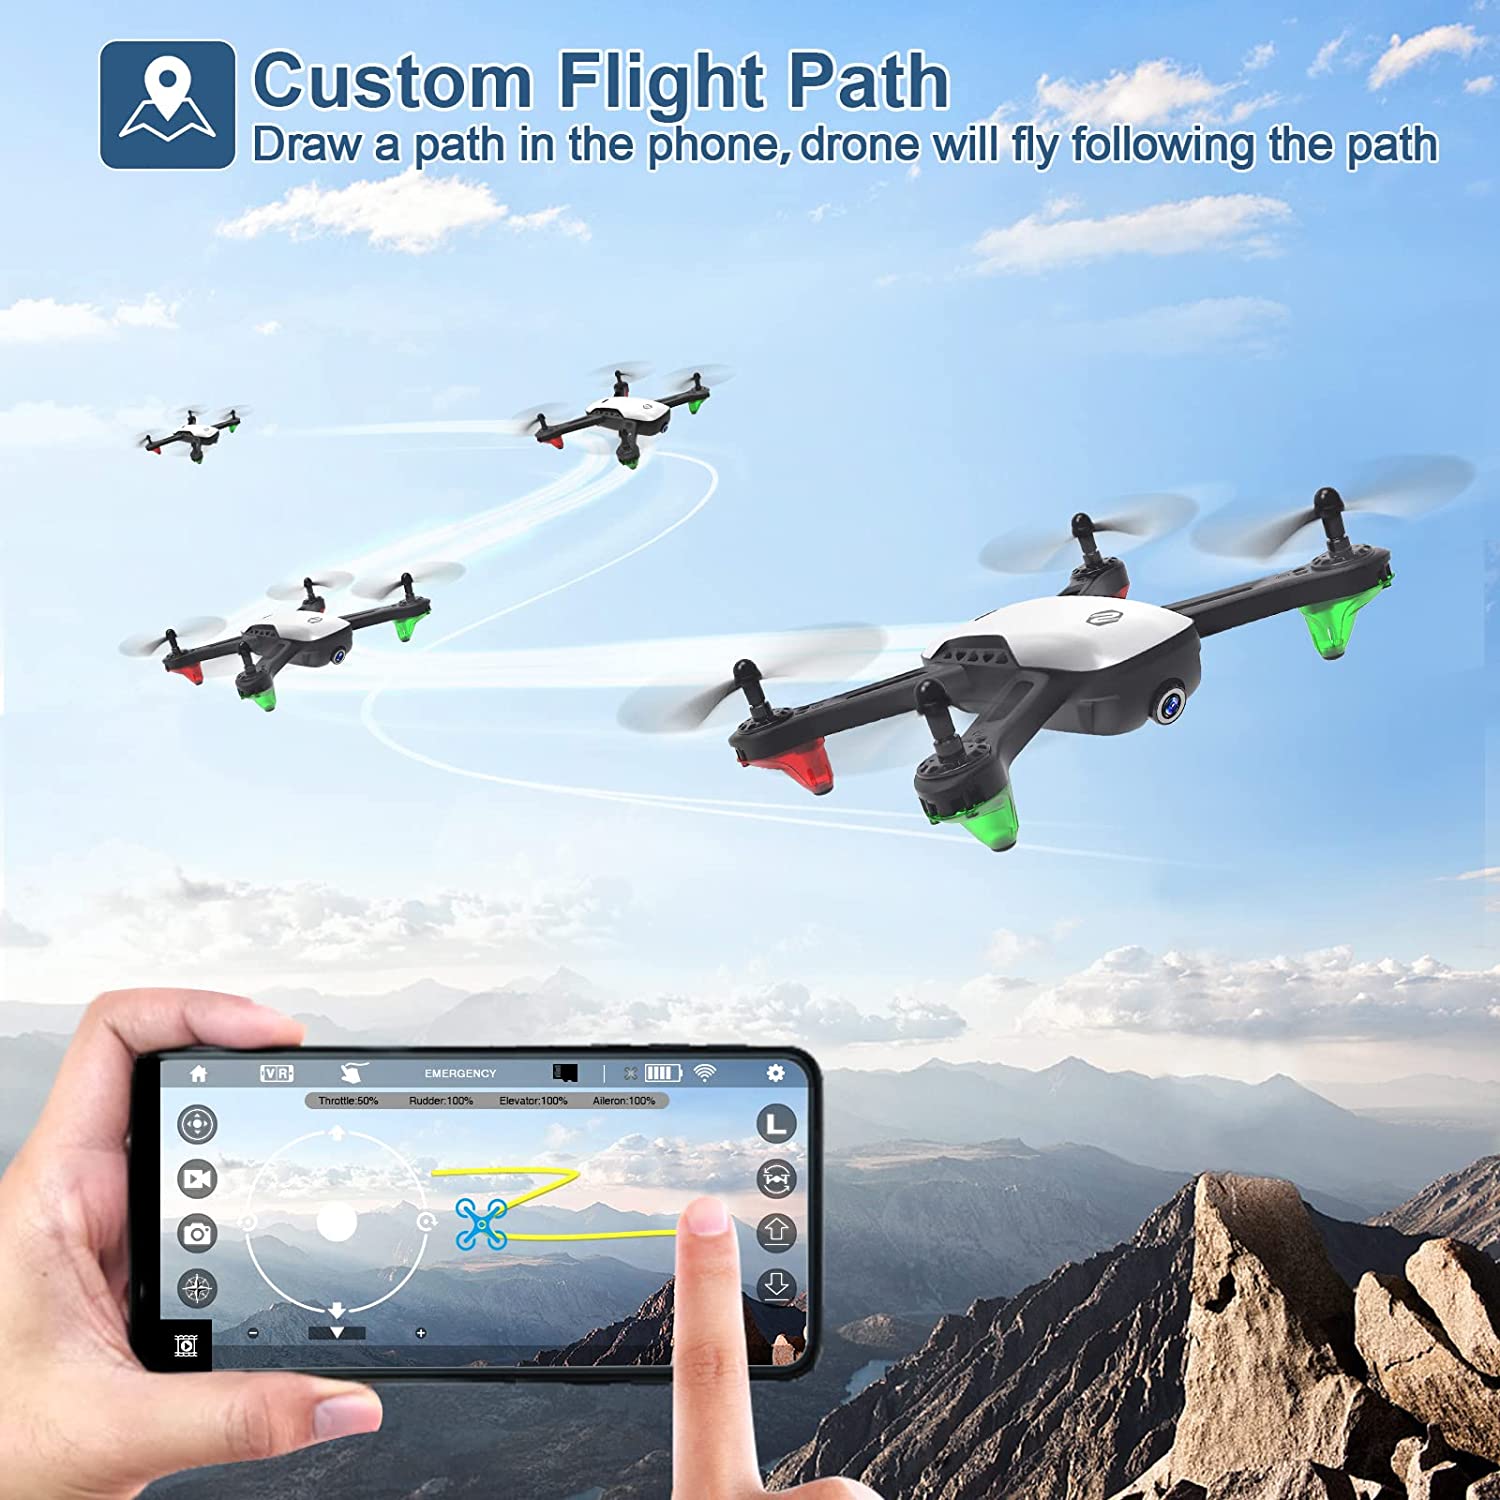 Custom Flight Path
Draw a path in the phone, drone will fly following the path
VR
EMERGENCY
Throttle:50% Rudder:100% Elevator:100% Aileron:100%
L